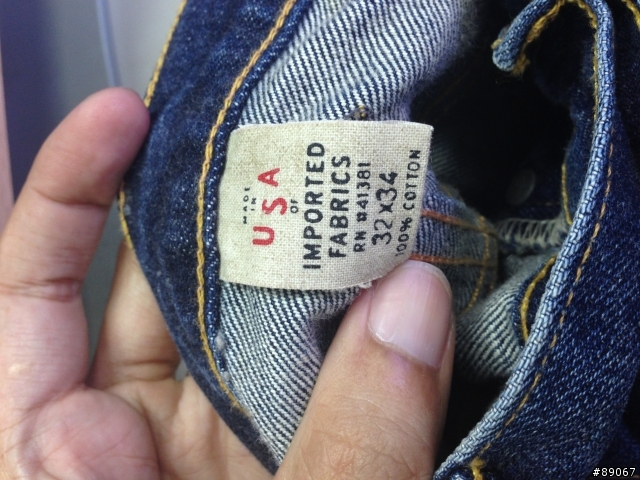 MADE
IN
USA
OF
IMPORTED
FABRICS
RN #41381
32x34
100% COTTON
#89067